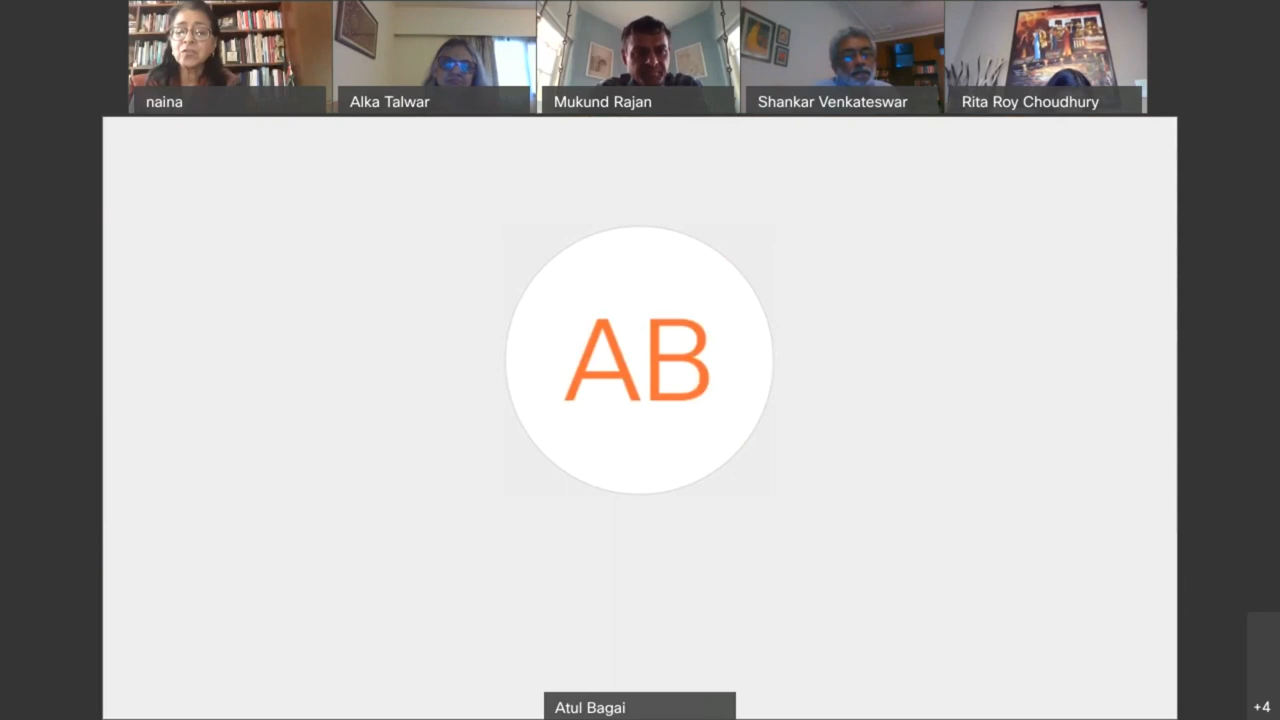 naina
Alka Talwar
Mukund Rajan
Shankar Venkateswar
Rita Roy Choudhury
AB
Atul Bagai
+4